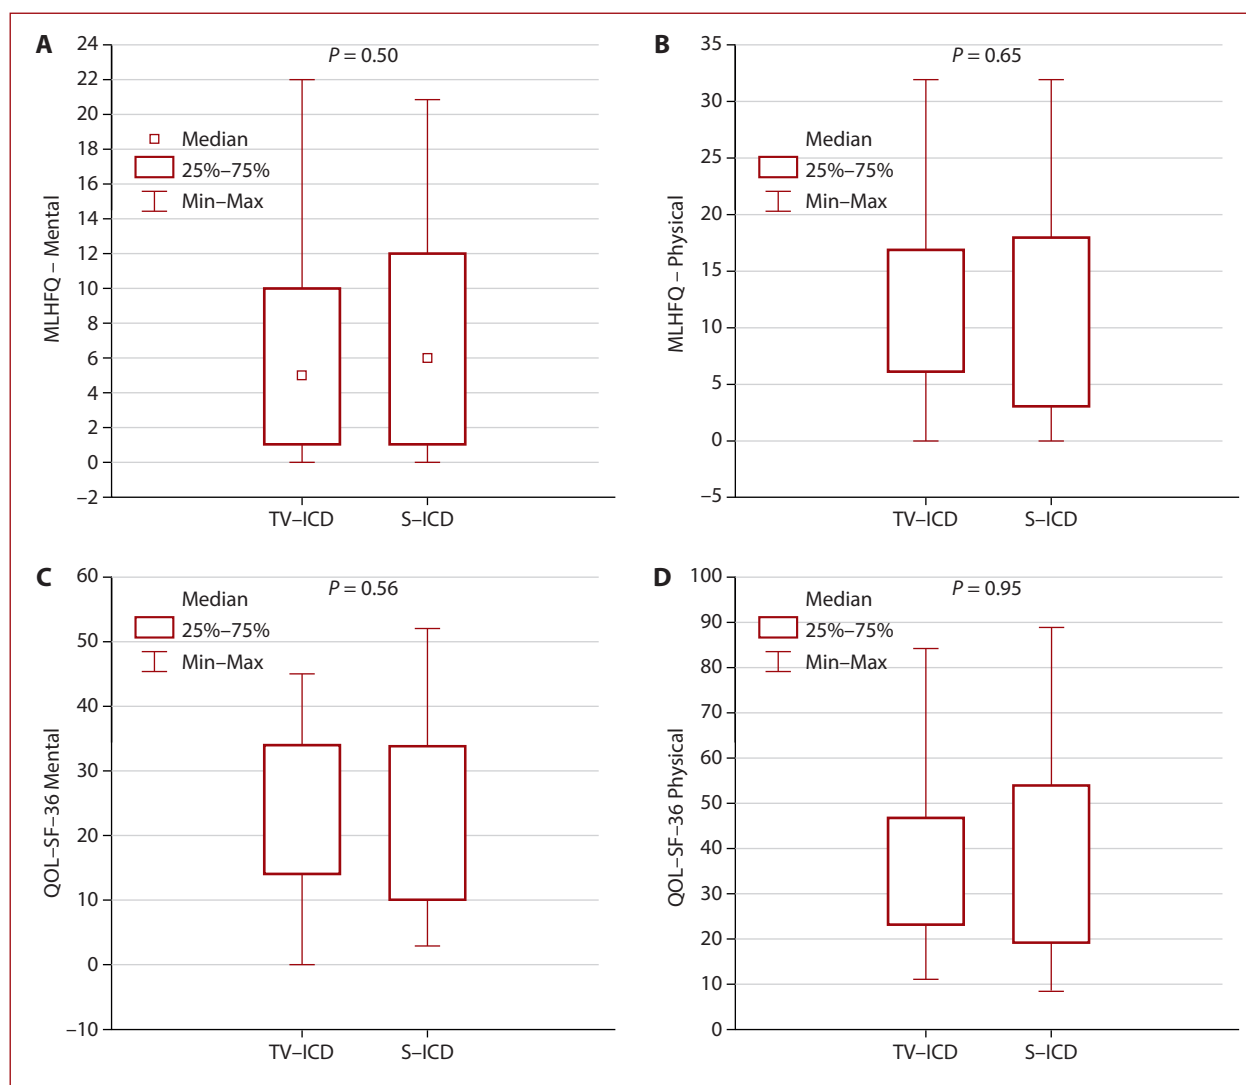 A
P = 0.50
24
22
20
18
16
14
12
10
8
6
4
2
0
–2
MLHFQ – Mental
Median
25%–75%
Min–Max
TV–ICD
S–ICD
B
P = 0.65
35
30
25
20
15
10
5
0
–5
MLHFQ – Physical
Median
25%–75%
Min–Max
TV–ICD
S–ICD
C
P = 0.56
60
50
40
30
20
10
0
–10
QOL–SF–36 Mental
Median
25%–75%
Min–Max
TV–ICD
S–ICD
D
P = 0.95
100
90
80
70
60
50
40
30
20
10
0
QOL–SF–36 Physical
Median
25%–75%
Min–Max
TV–ICD
S–ICD